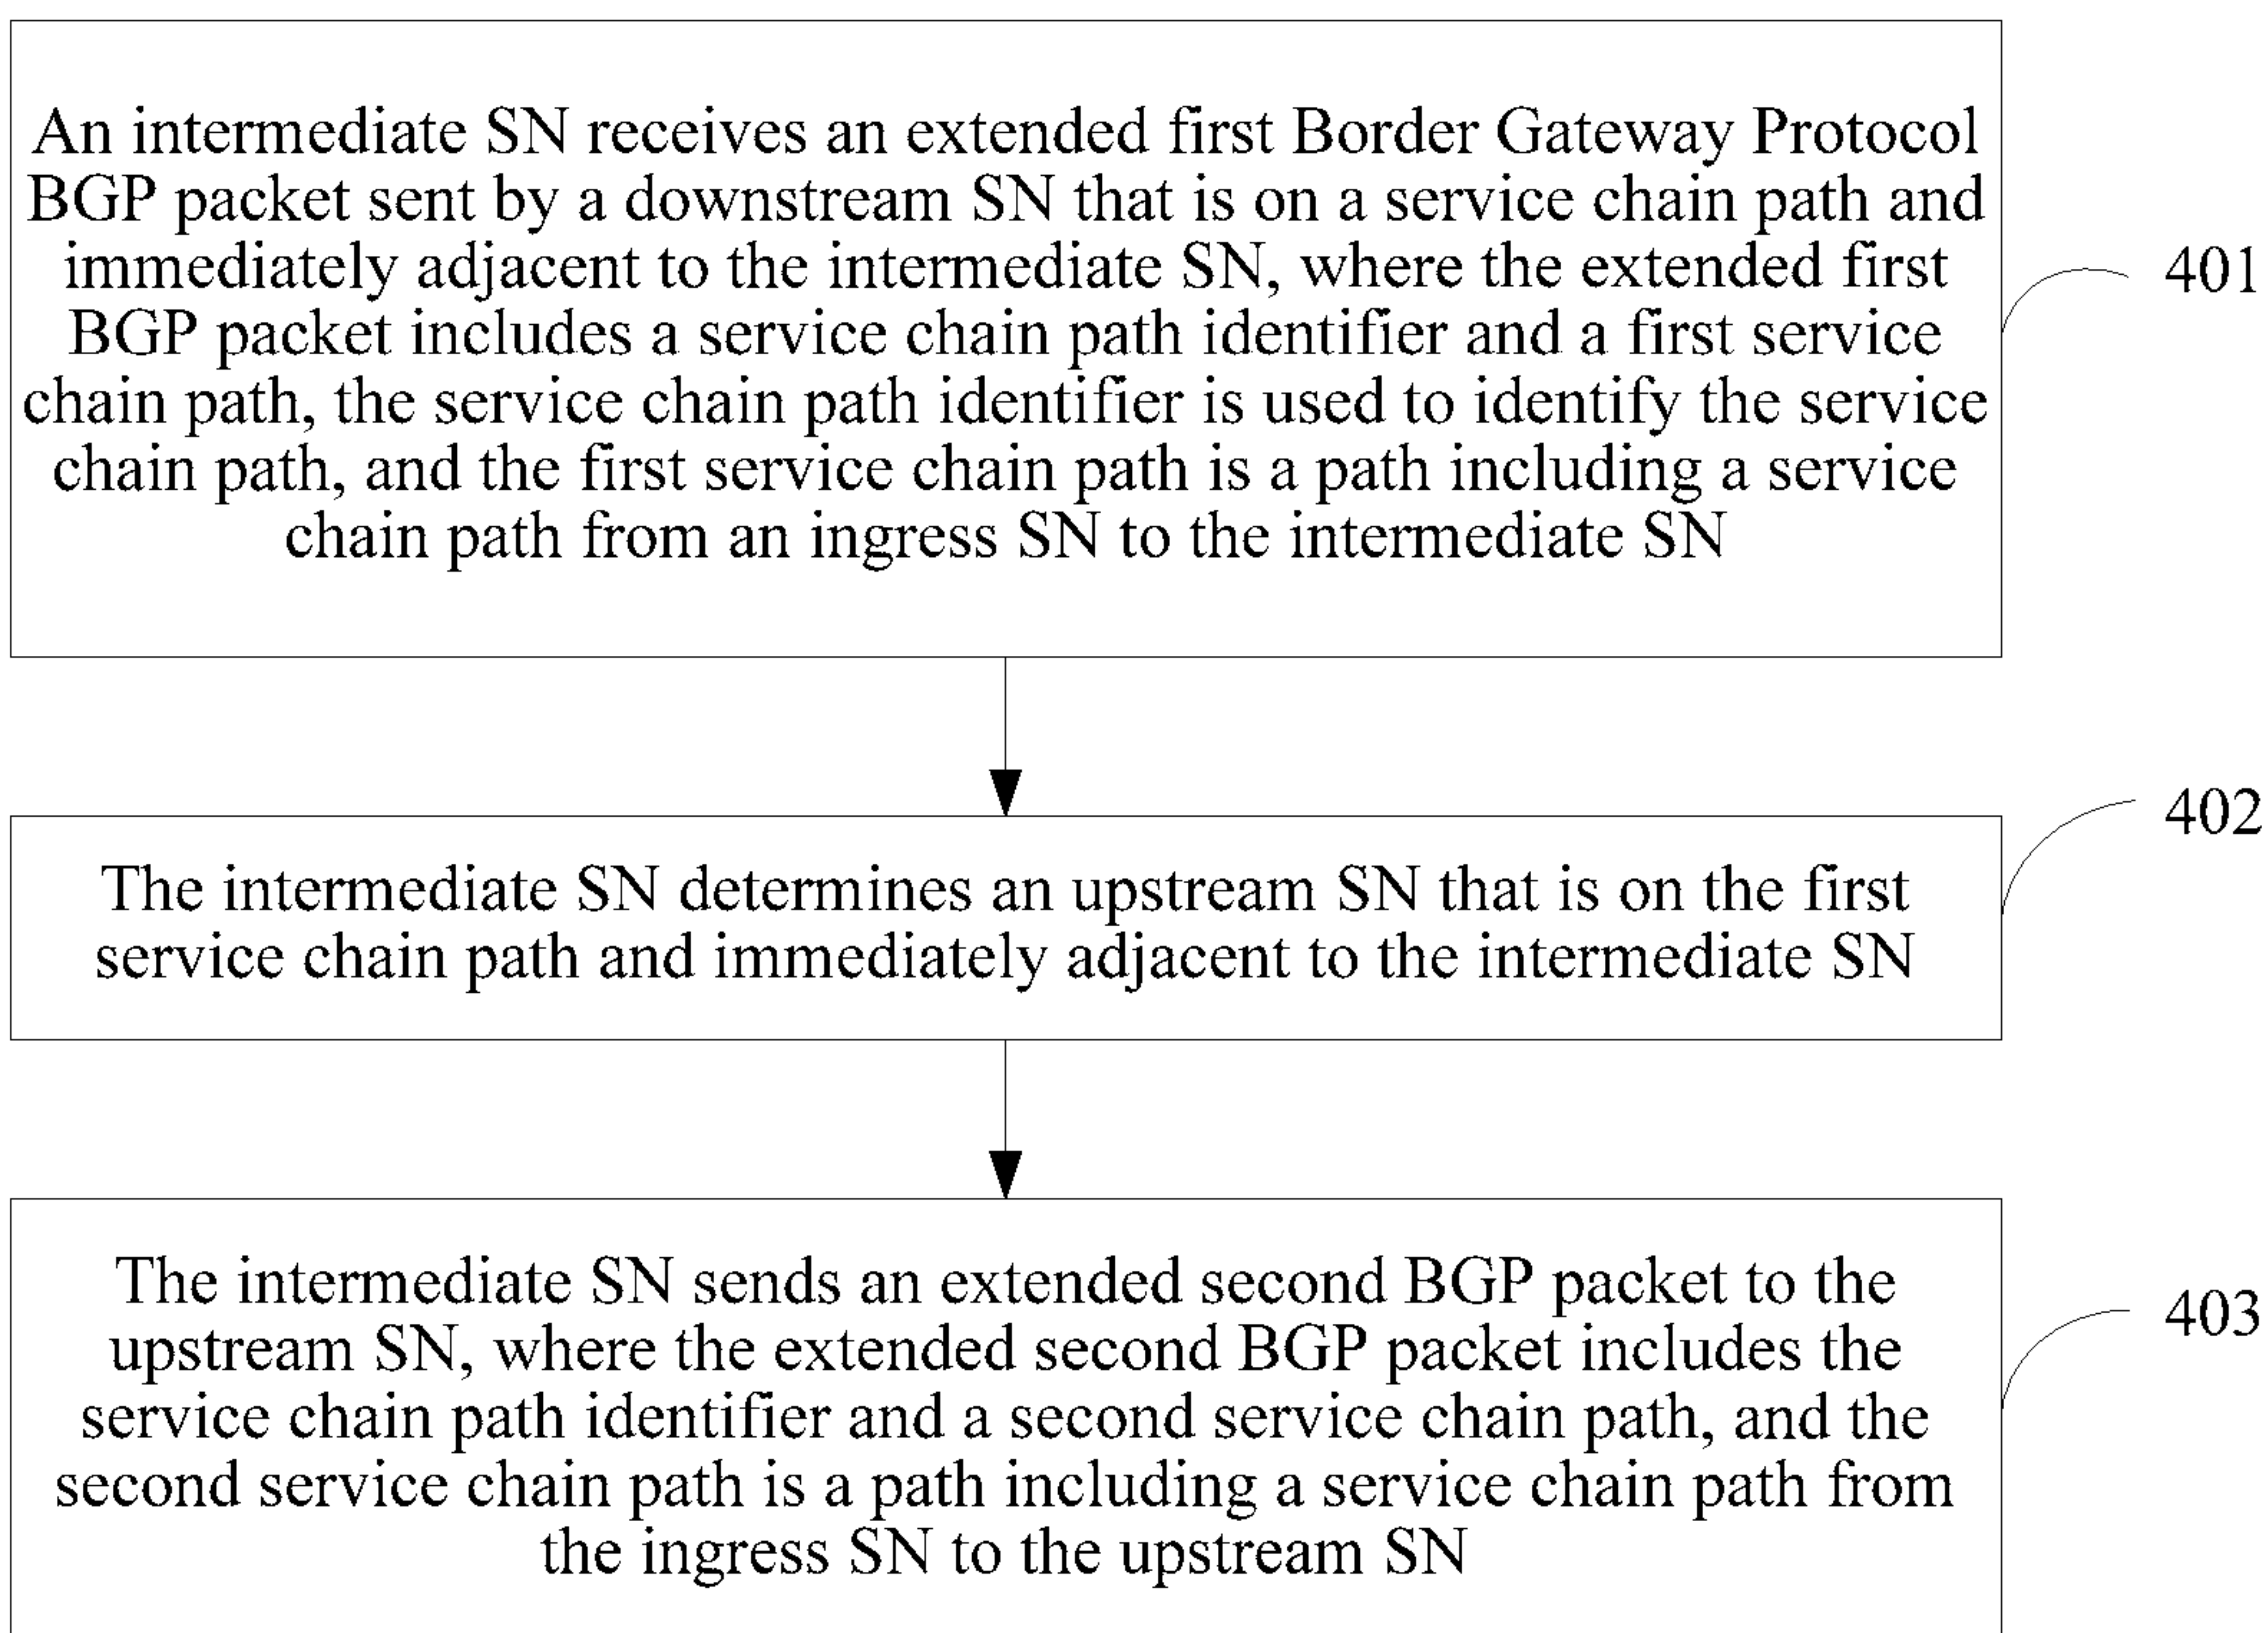 An intermediate SN receives an extended first Border Gateway Protocol
BGP packet sent by a downstream SN that is on a service chain path and
immediately adjacent to the intermediate SN, where the extended first
BGP packet includes a service chain path identifier and a first service
chain path, the service chain path identifier is used to identify the service
chain path, and the first service chain path is a path including a service
chain path from an ingress SN to the intermediate SN
401
The intermediate SN determines an upstream SN that is on the first
service chain path and immediately adjacent to the intermediate SN
402
The intermediate SN sends an extended second BGP packet to the
upstream SN, where the extended second BGP packet includes the
service chain path identifier and a second service chain path, and the
second service chain path is a path including a service chain path from
the ingress SN to the upstream SN
403